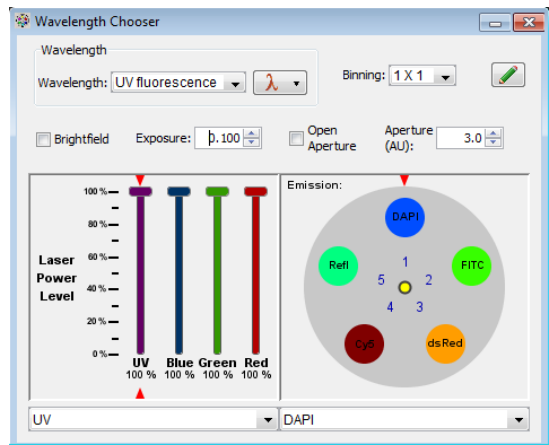 Wavelength Chooser
Wavelength
Wavelength: UV fluorescence λ
Binning: 1 X 1
Brightfield Exposure: 0.100 Open Aperture Aperture (AU): 3.0
Emission:
100 %
80 %
60 %
40 %
20 %
0 %
Laser Power Level
UV Blue Green Red
100 % 100 % 100 % 100 %
DAPI
Refl
FITC
Cy5
dsRed
1
5 2
4 3
UV
DAPI